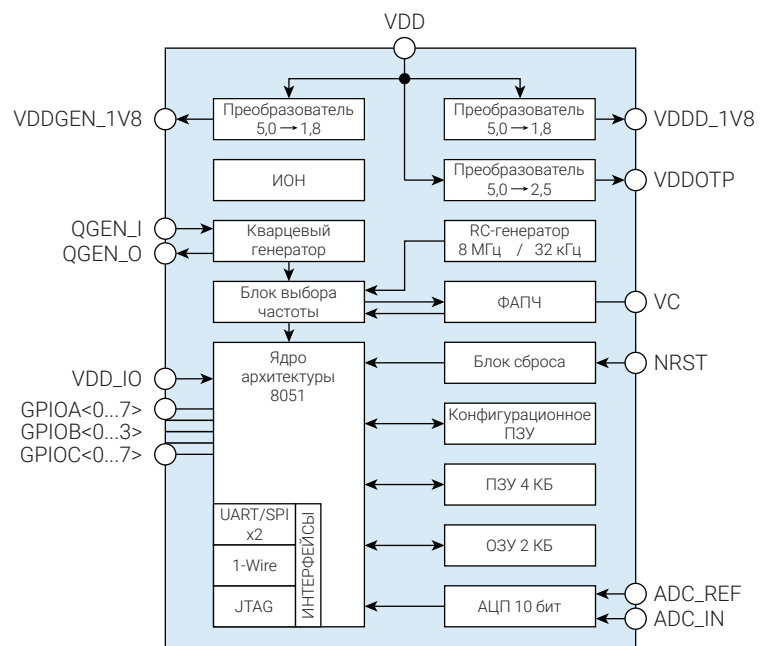 VDD
VDDGEN_1V8
Преобразователь
5,0→1,8
Преобразователь
5,0→1,8
VDDD_1V8
ИОН
Преобразователь
5,0→2,5
VDDOTP
QGEN_I
QGEN_O
Кварцевый
генератор
RC-генератор
8 МГц / 32 кГц
Блок выбора
частоты
ФАПЧ
VC
VDD_IO
GPIOA<0...7>
GPIOB<0...3>
GPIOC<0...7>
Ядро
архитектуры
8051
Блок сброса
NRST
Конфигурационное
ПЗУ
ПЗУ 4 КБ
UART/SPI
x2
1-Wire
JTAG
ИНТЕРФЕЙСЫ
ОЗУ 2 КБ
АЦП 10 бит
ADC_REF
ADC_IN